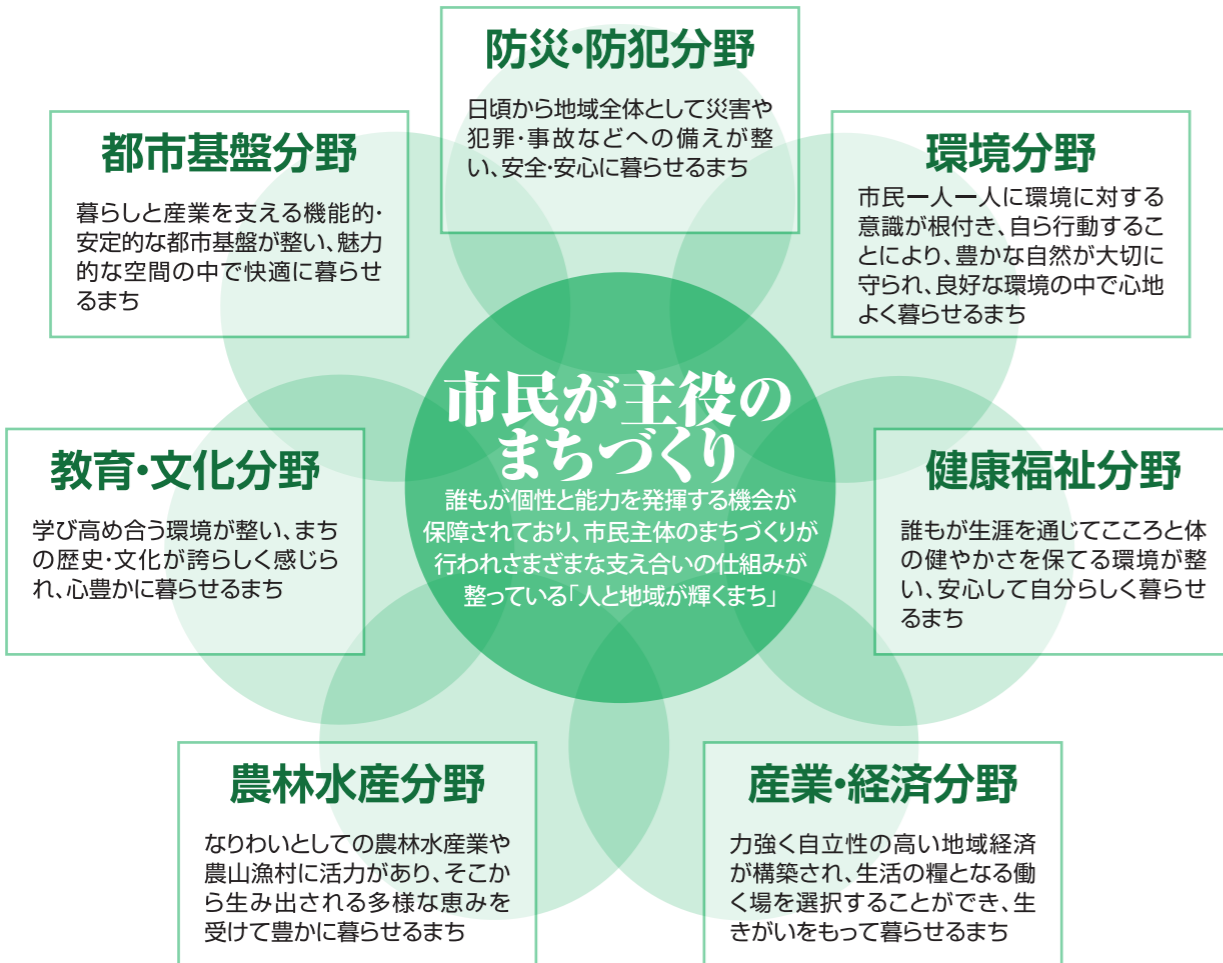 防災・防犯分野
日頃から地域全体として災害や
犯罪・事故などへの備えが整
い、安全・安心に暮らせるまち
都市基盤分野
暮らしと産業を支える機能的・
安定的な都市基盤が整い、魅力
的な空間の中で快適に暮らせ
るまち
環境分野
市民一人一人に環境に対する
意識が根付き、自ら行動するこ
とにより、豊かな自然が大切に
守られ、良好な環境の中で心地
よく暮らせるまち
市民が主役の
まちづくり
誰もが個性と能力を発揮する機会が
保障されており、市民主体のまちづくりが
行われさまざまな支え合いの仕組みが
整っている「人と地域が輝くまち」
教育・文化分野
学び高め合う環境が整い、まち
の歴史・文化が誇らしく感じら
れ、心豊かに暮らせるまち
健康福祉分野
誰もが生涯を通じてこころと体
の健やかさを保てる環境が整
い、安心して自分らしく暮らせ
るまち
農林水産分野
なりわいとしての農林水産業や
農山漁村に活力があり、そこか
ら生み出される多様な恵みを
受けて豊かに暮らせるまち
産業・経済分野
力強く自立性の高い地域経済
が構築され、生活の糧となる働
く場を選択することができ、生
きがいをもって暮らせるまち